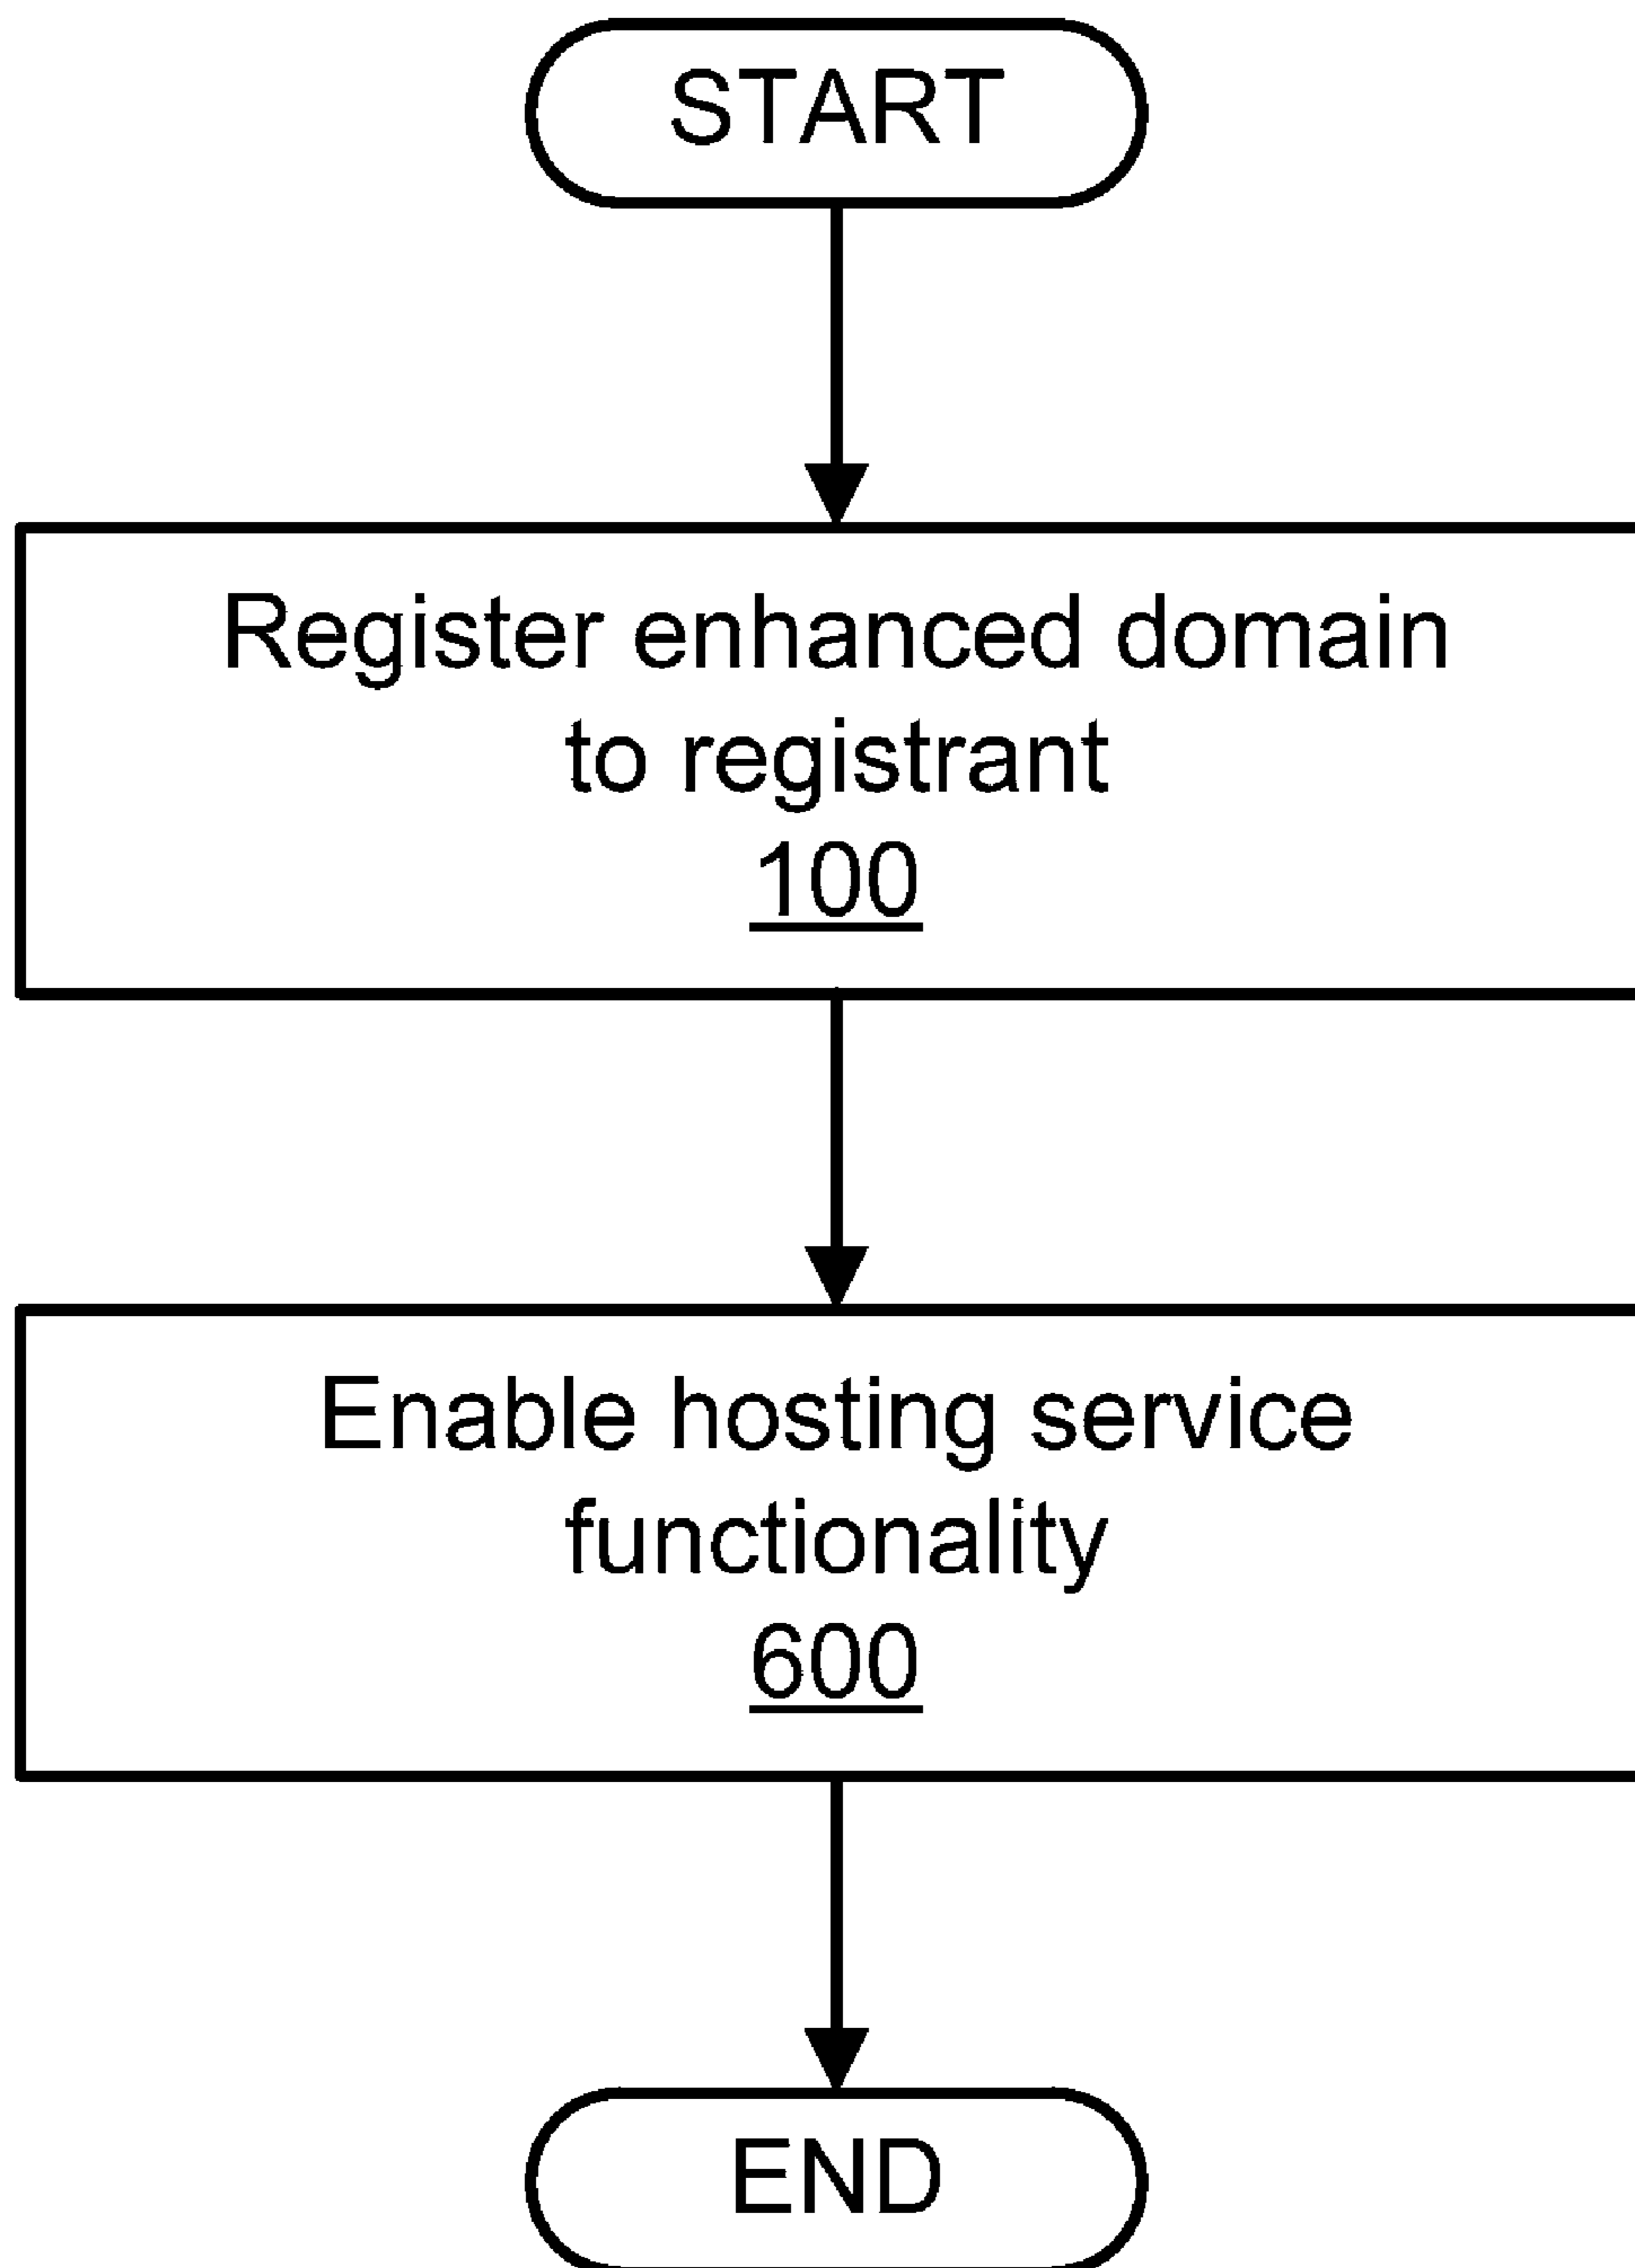 START
Register enhanced domain
to registrant
100
Enable hosting service
functionality
600
END